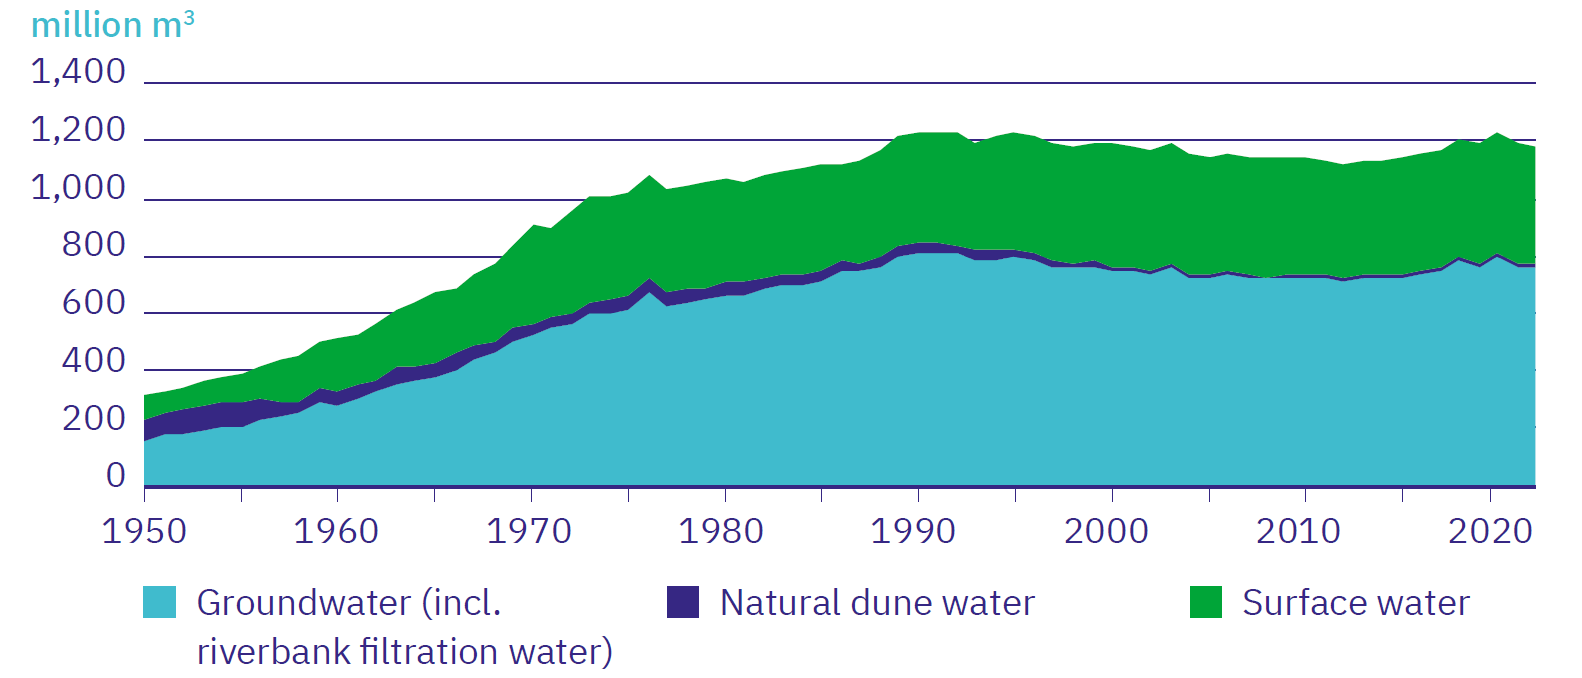 million m³
1,400
1,200
1,000
800
600
400
200
0
1950 1960 1970 1980 1990 2000 2010 2020
Groundwater (incl. riverbank filtration water)
Natural dune water
Surface water